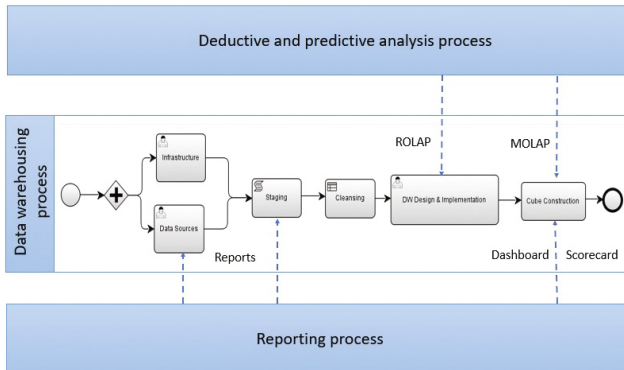 Deductive and predictive analysis process
ROLAP
MOLAP
Data warehousing
process
Infrastructure
Data Sources
Staging
Cleansing
DW Design & Implementation
Cube Construction
Reports
Dashboard
Scorecard
Reporting process